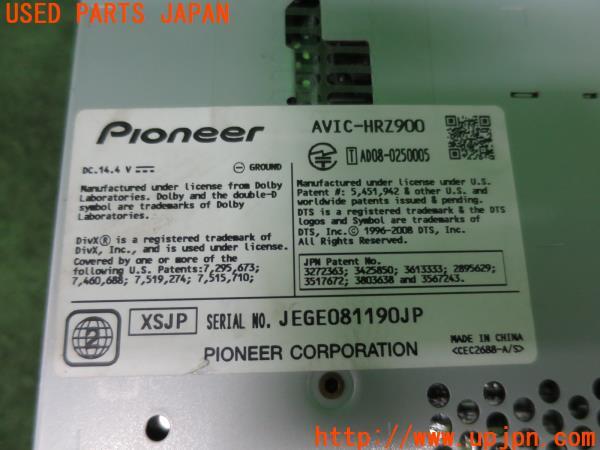 USED PARTS JAPAN
Pioneer
AVIC-HRZ900
DC.14.4 V
GROUND
T AD08-0250005
Manufactured under license from Dolby
Laboratories. Dolby and the double-D
symbol are trademarks of Dolby
Laboratories.
DivX® is a registered trademark of
DivX, Inc., and is used under license.
Covered by one or more of the
following U.S. Patents:7,295,673;
7,460,688; 7,519,274; 7,515,710;
Manufactured under license under U.S.
Patent #: 5,451,942 & other U.S. and
worldwide patents issued & pending.
DTS is a registered trademark & the DTS
logos and Symbol are trademarks of
DTS, Inc.© 1996-2008 DTS, Inc.
All Rights Reserved.
JPN Patent No.
3272363; 3425850; 3613333; 2895629;
3517672; 3803638 and 3567243.
2
XSJP
SERIAL NO. JEGE081190JP
PIONEER CORPORATION
MADE IN CHINA
<CEC2688-A/S>
http://www.upjpn.com/